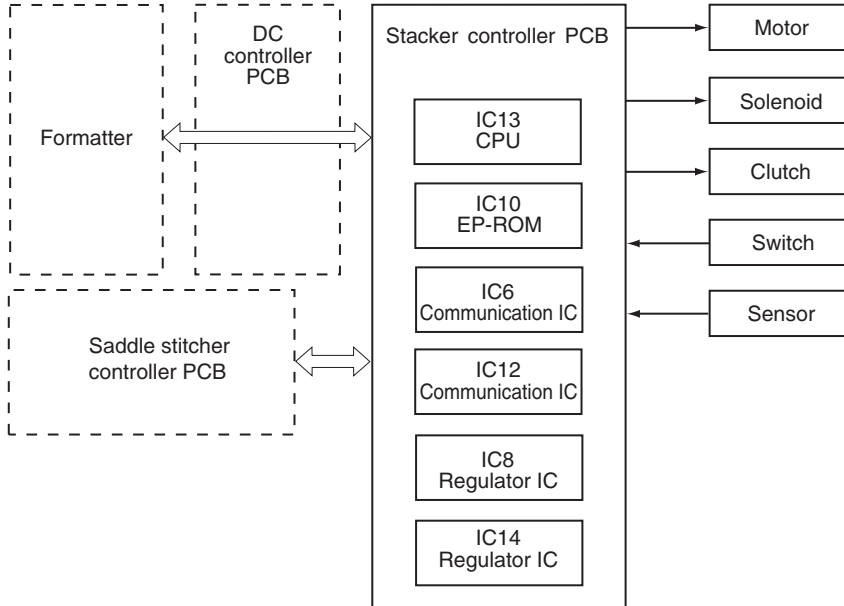 Formatter
DC
controller
PCB
Saddle stitcher
controller PCB
Stacker controller PCB
IC13
CPU
IC10
EP-ROM
IC6
Communication IC
IC12
Communication IC
IC8
Regulator IC
IC14
Regulator IC
Motor
Solenoid
Clutch
Switch
Sensor